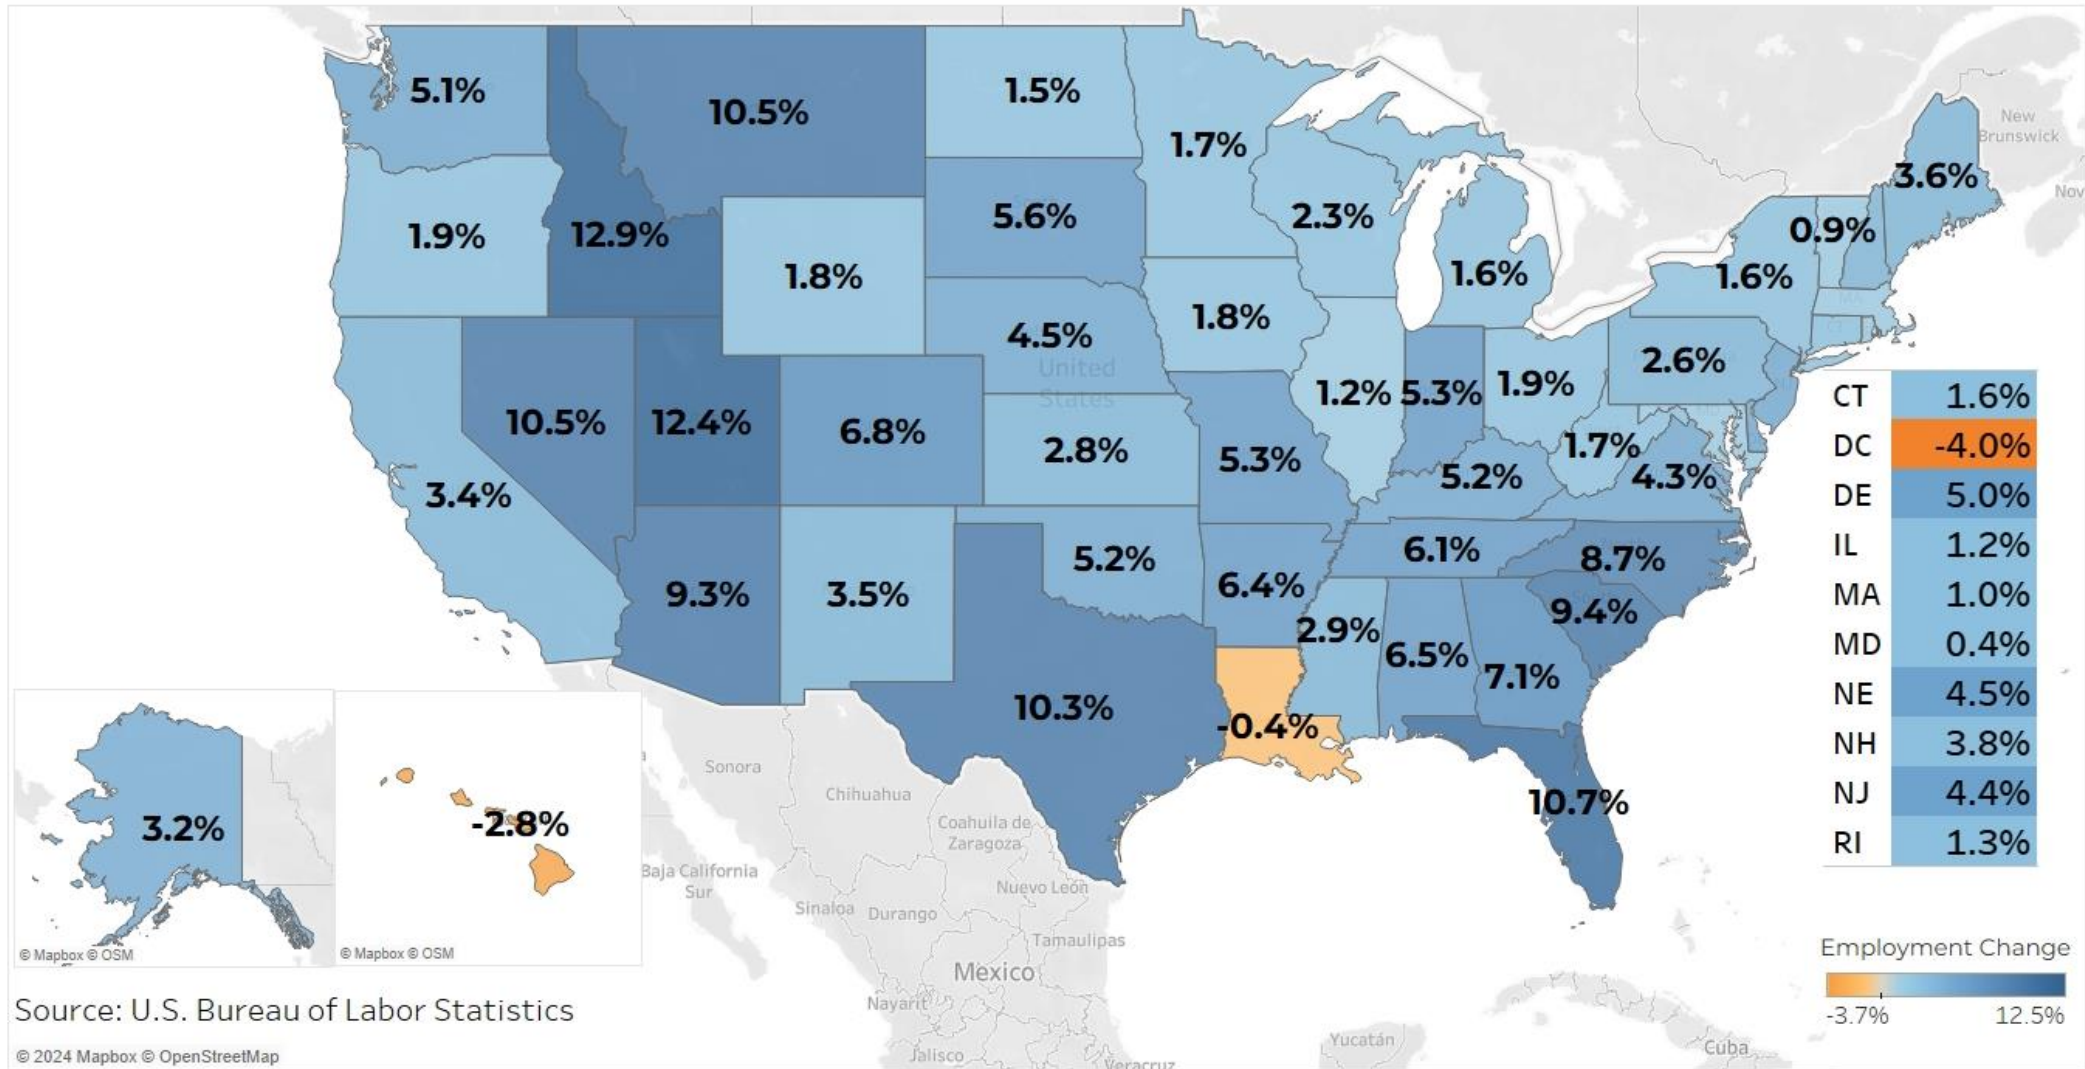 5.1%
10.5%
1.5%
1.7%
New
Brunswick
3.6%
Nov
1.9%
12.9%
5.6%
2.3%
0.9%
1.8%
1.6%
1.6%
MA
4.5%
1.8%
CT
United
States
2.6%
10.5%
12.4%
6.8%
2.8%
5.3%
1.2%
5.3%
1.9%
1.7%
5.2%
4.3%
3.4%
9.3%
3.5%
5.2%
6.4%
6.1%
8.7%
9.4%
2.9%
6.5%
7.1%
10.3%
-0.4%
10.7%
CT 1.6%
DC -4.0%
DE 5.0%
IL 1.2%
MA 1.0%
MD 0.4%
NE 4.5%
NH 3.8%
NJ 4.4%
RI 1.3%
3.2%
-2.8%
© Mapbox © OSM
© Mapbox © OSM
Sonora
Chihuahua
Coahuila de
Zaragoza
Baja California
Sur
Nuevo León
Sinaloa
Durango
Tamaulipas
Mexico
Nayarit
Jalisco
Veracruz
Yucatán
Cuba
Employment Change
-3.7% 12.5%
Source: U.S. Bureau of Labor Statistics
© 2024 Mapbox © OpenStreetMap